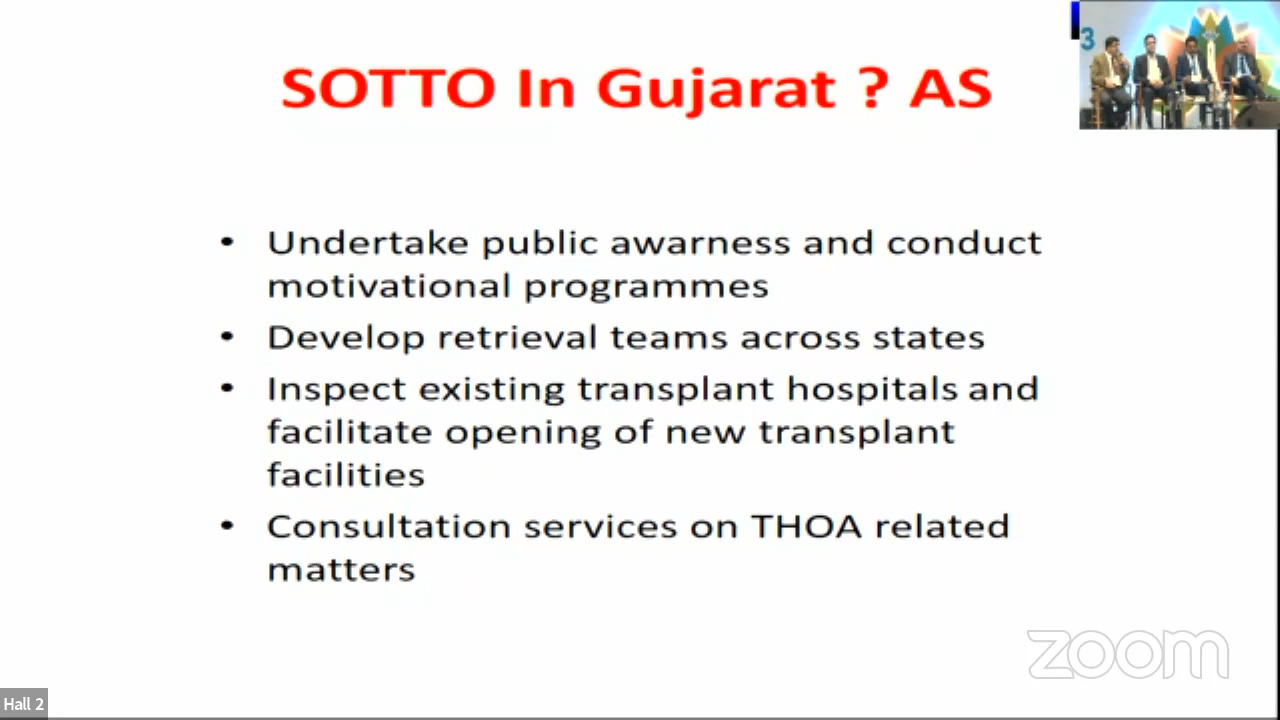 SOTTO In Gujarat ? AS
3
• Undertake public awarness and conduct
motivational programmes
• Develop retrieval teams across states
• Inspect existing transplant hospitals and
facilitate opening of new transplant
facilities
• Consultation services on THOA related
matters
zoom
Hall 2